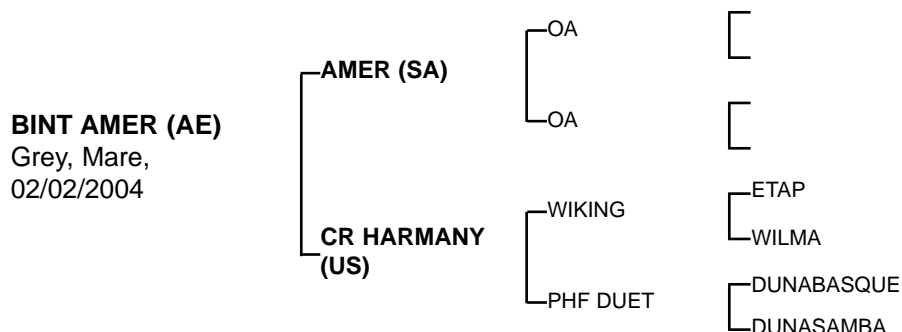 BINT AMER (AE)
Grey, Mare,
02/02/2004
AMER (SA)
CR HARMANY
(US)
OA
OA
WIKING
PHF DUET
ETAP
WILMA
DUNABASQUE
DUNASAMBA